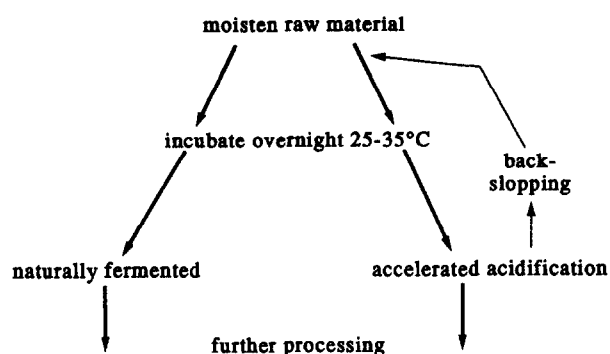 moisten raw material
incubate overnight 25-35°C
back-
slopping
naturally fermented
accelerated acidification
further processing